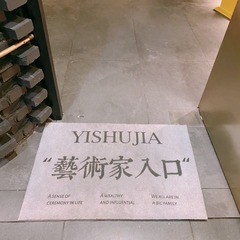 YISHUJIA
“藝術家入口“
A SENSE OF
CEREMONY IN LIFE
A WEALTHY
AND INFLUENTIAL
WE ALL ARE IN
A BIG FAMILY